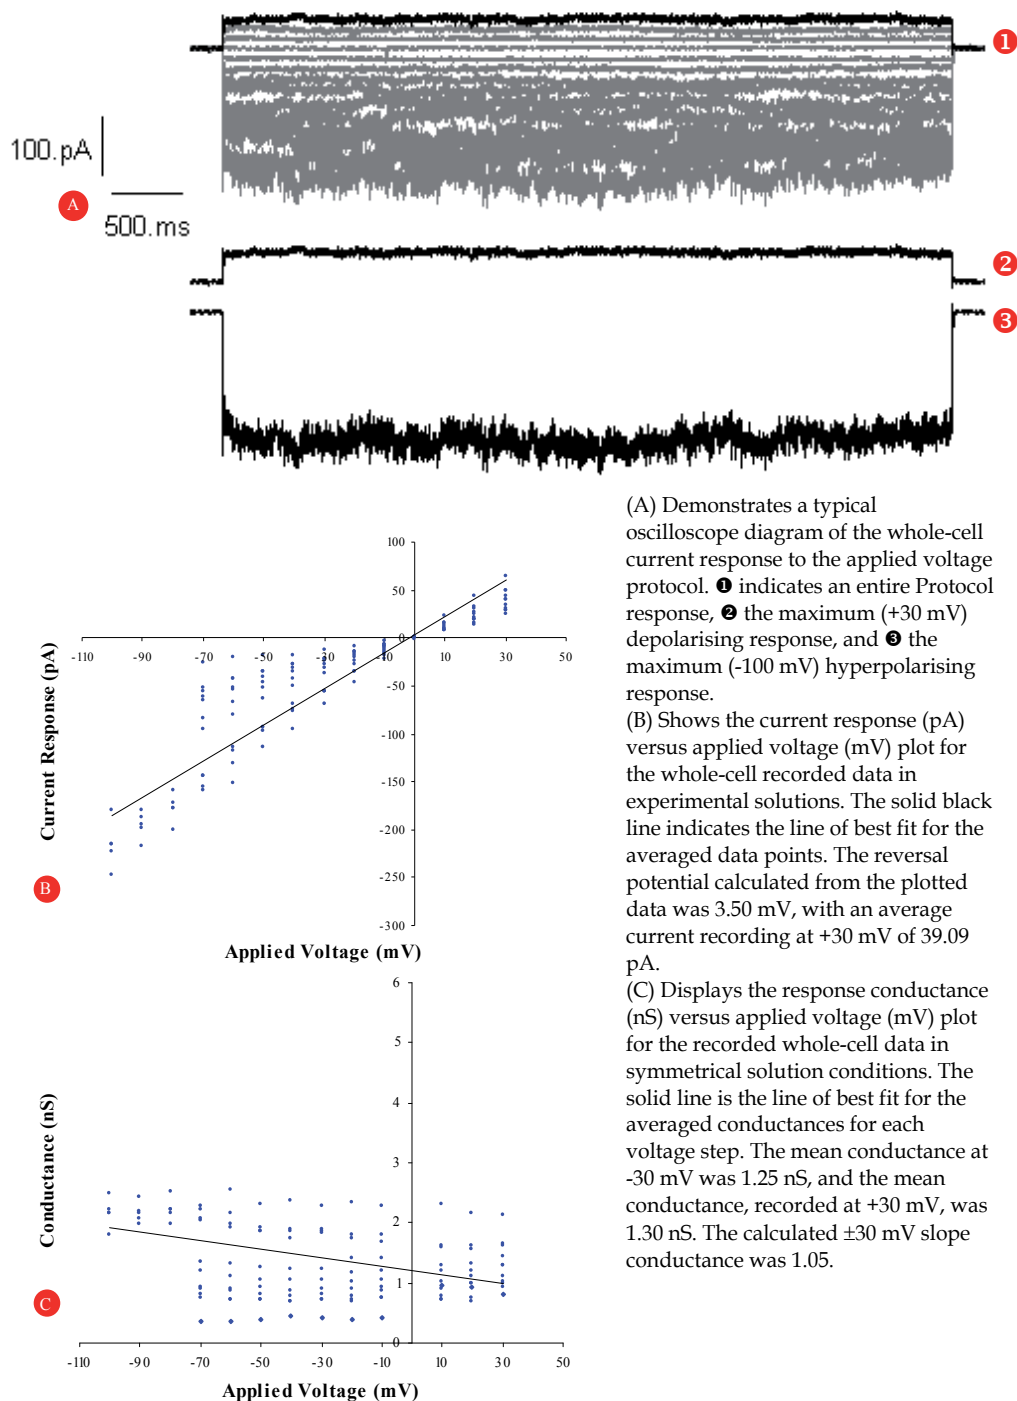 ❶
100.pA
A
500.ms
❷
❸
(A) Demonstrates a typical
oscilloscope diagram of the whole-cell
current response to the applied voltage
protocol. ❶ indicates an entire Protocol
response, ❷ the maximum (+30 mV)
depolarising response, and ❸ the
maximum (-100 mV) hyperpolarising
response.
(B) Shows the current response (pA)
versus applied voltage (mV) plot for
the whole-cell recorded data in
experimental solutions. The solid black
line indicates the line of best fit for the
averaged data points. The reversal
potential calculated from the plotted
data was 3.50 mV, with an average
current recording at +30 mV of 39.09
pA.
(C) Displays the response conductance
(nS) versus applied voltage (mV) plot
for the recorded whole-cell data in
symmetrical solution conditions. The
solid line is the line of best fit for the
averaged conductances for each
voltage step. The mean conductance at
-30 mV was 1.25 nS, and the mean
conductance, recorded at +30 mV, was
1.30 nS. The calculated ±30 mV slope
conductance was 1.05.
Current Response (pA)
100
50
0
-50
-100
-150
-200
-250
-300
-110 -90 -70 -50 -30 -10 10 30 50
B
Applied Voltage (mV)
Conductance (nS)
6
5
4
3
2
1
0
C
-110 -90 -70 -50 -30 -10 10 30 50
Applied Voltage (mV)